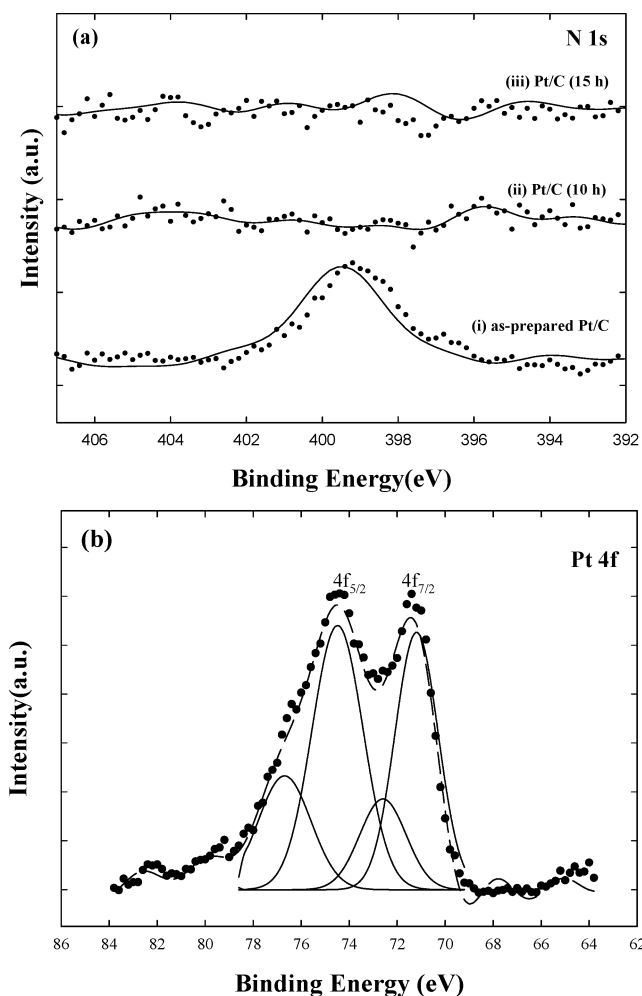 (a)
N 1s
(iii) Pt/C (15 h)
(ii) Pt/C (10 h)
(i) as-prepared Pt/C
Intensity (a.u.)
406 404 402 400 398 396 394 392
Binding Energy(eV)
(b)
Pt 4f
4f5/2 4f7/2
Intensity(a.u.)
86 84 82 80 78 76 74 72 70 68 66 64 62
Binding Energy (eV)